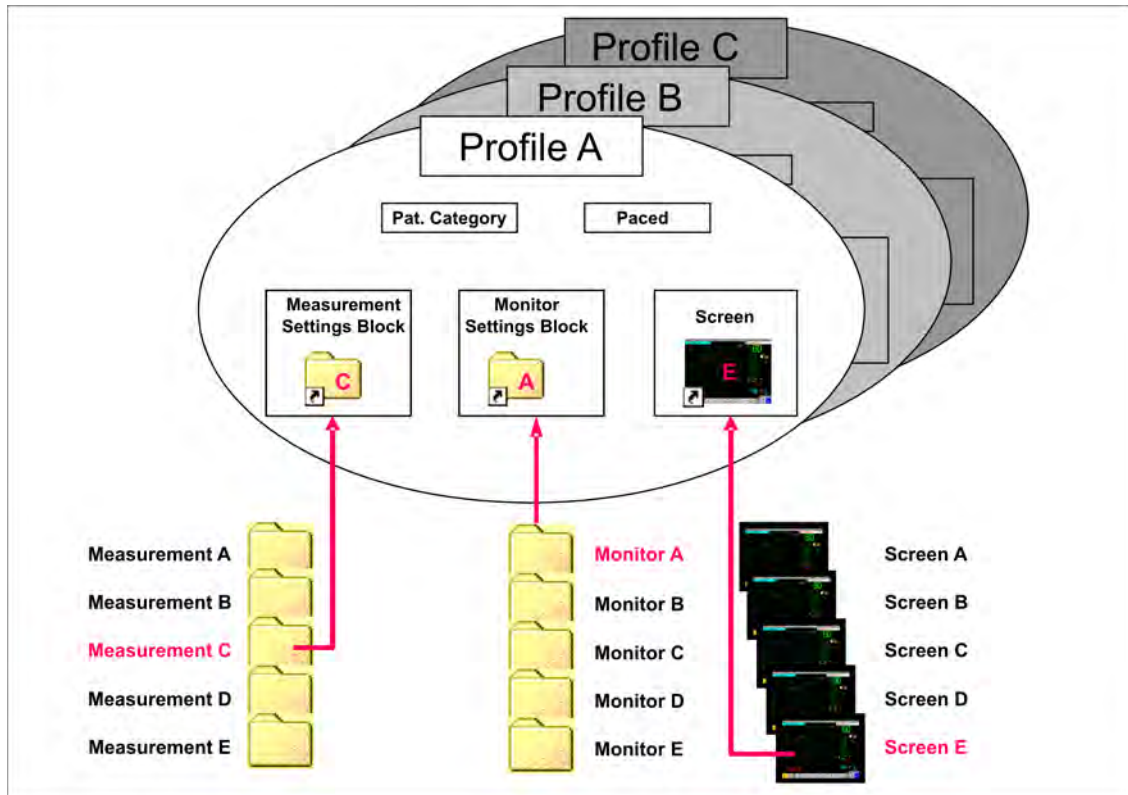 Profile C
Profile B
Profile A
Pat. Category
Paced
Measurement
Settings Block
C
Monitor
Settings Block
A
Screen
E
Measurement A
Measurement B
Measurement C
Measurement D
Measurement E
Monitor A
Monitor B
Monitor C
Monitor D
Monitor E
Screen A
Screen B
Screen C
Screen D
Screen E